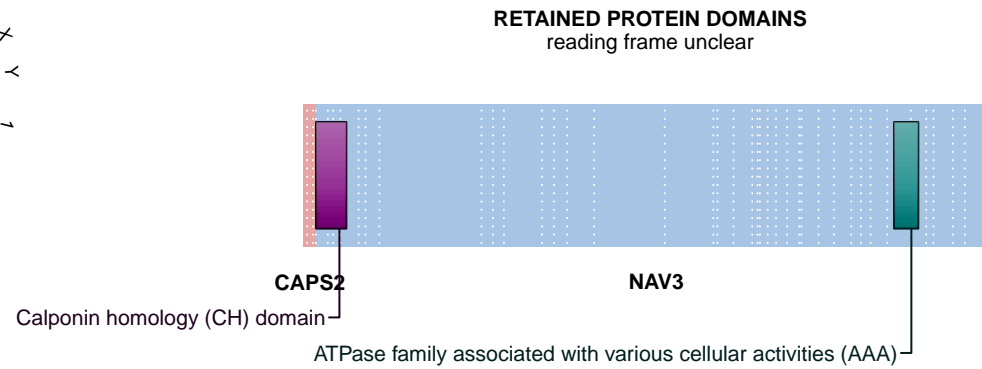 RETAINED PROTEIN DOMAINS
reading frame unclear
X
Y
1
CAPS2
NAV3
Calponin homology (CH) domain
ATPase family associated with various cellular activities (AAA)